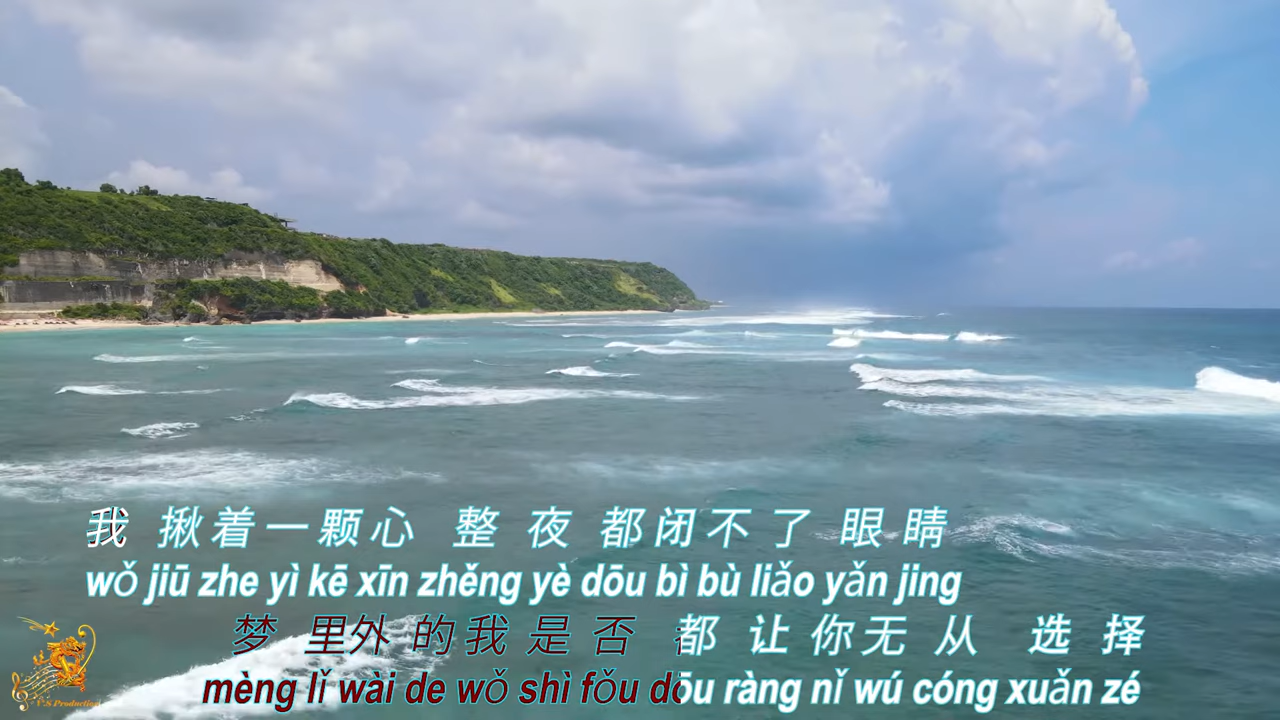 我 揪着一颗心 整 夜 都闭不了 眼睛
wǒ jiū zhe yì kē xīn zhěng yè dōu bì bù liǎo yǎn jing
梦 里外 的我是否 都 让你无 从 选择
mèng lǐ wài de wǒ shì fǒu dōu ràng nǐ wú cóng xuǎn zé
V.S Production